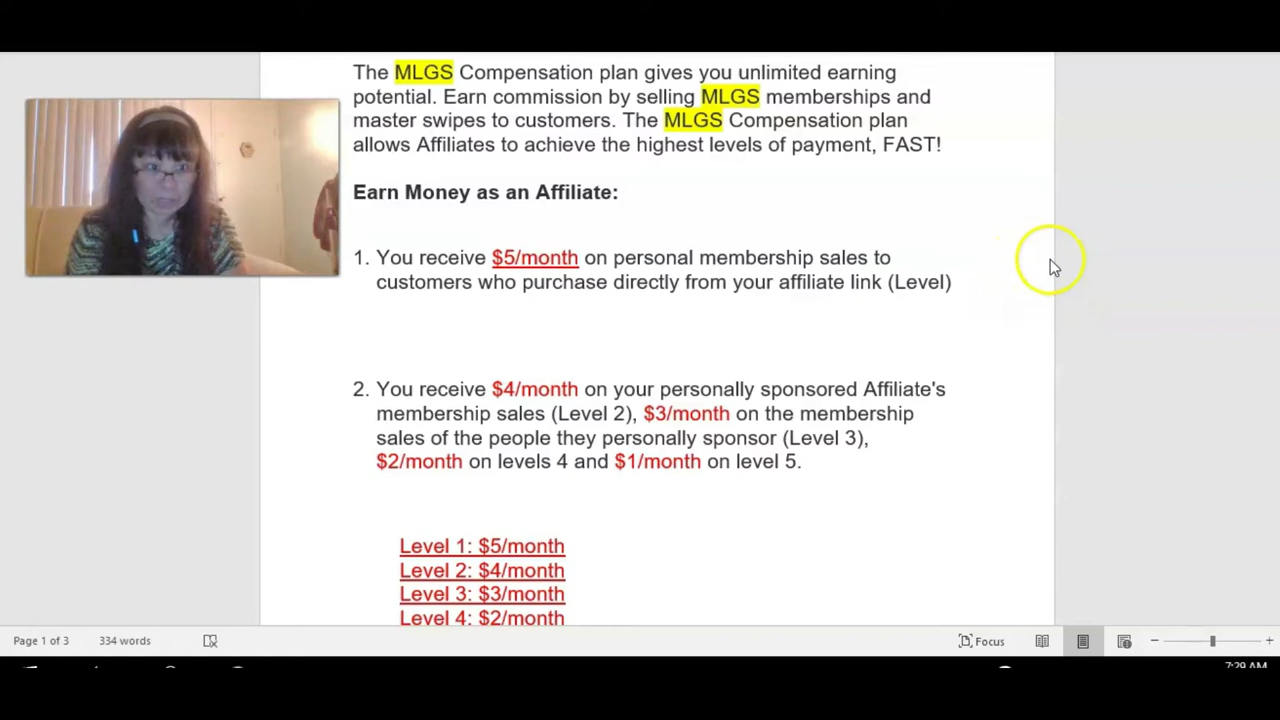 The MLGS Compensation plan gives you unlimited earning
potential. Earn commission by selling MLGS memberships and
master swipes to customers. The MLGS Compensation plan
allows Affiliates to achieve the highest levels of payment, FAST!
Earn Money as an Affiliate:
1. You receive $5/month on personal membership sales to
customers who purchase directly from your affiliate link (Level)
2. You receive $4/month on your personally sponsored Affiliate's
membership sales (Level 2), $3/month on the membership
sales of the people they personally sponsor (Level 3),
$2/month on levels 4 and $1/month on level 5.
Level 1: $5/month
Level 2: $4/month
Level 3: $3/month
Level 4: $2/month
Page 1 of 3 334 words Focus
7:29 AM